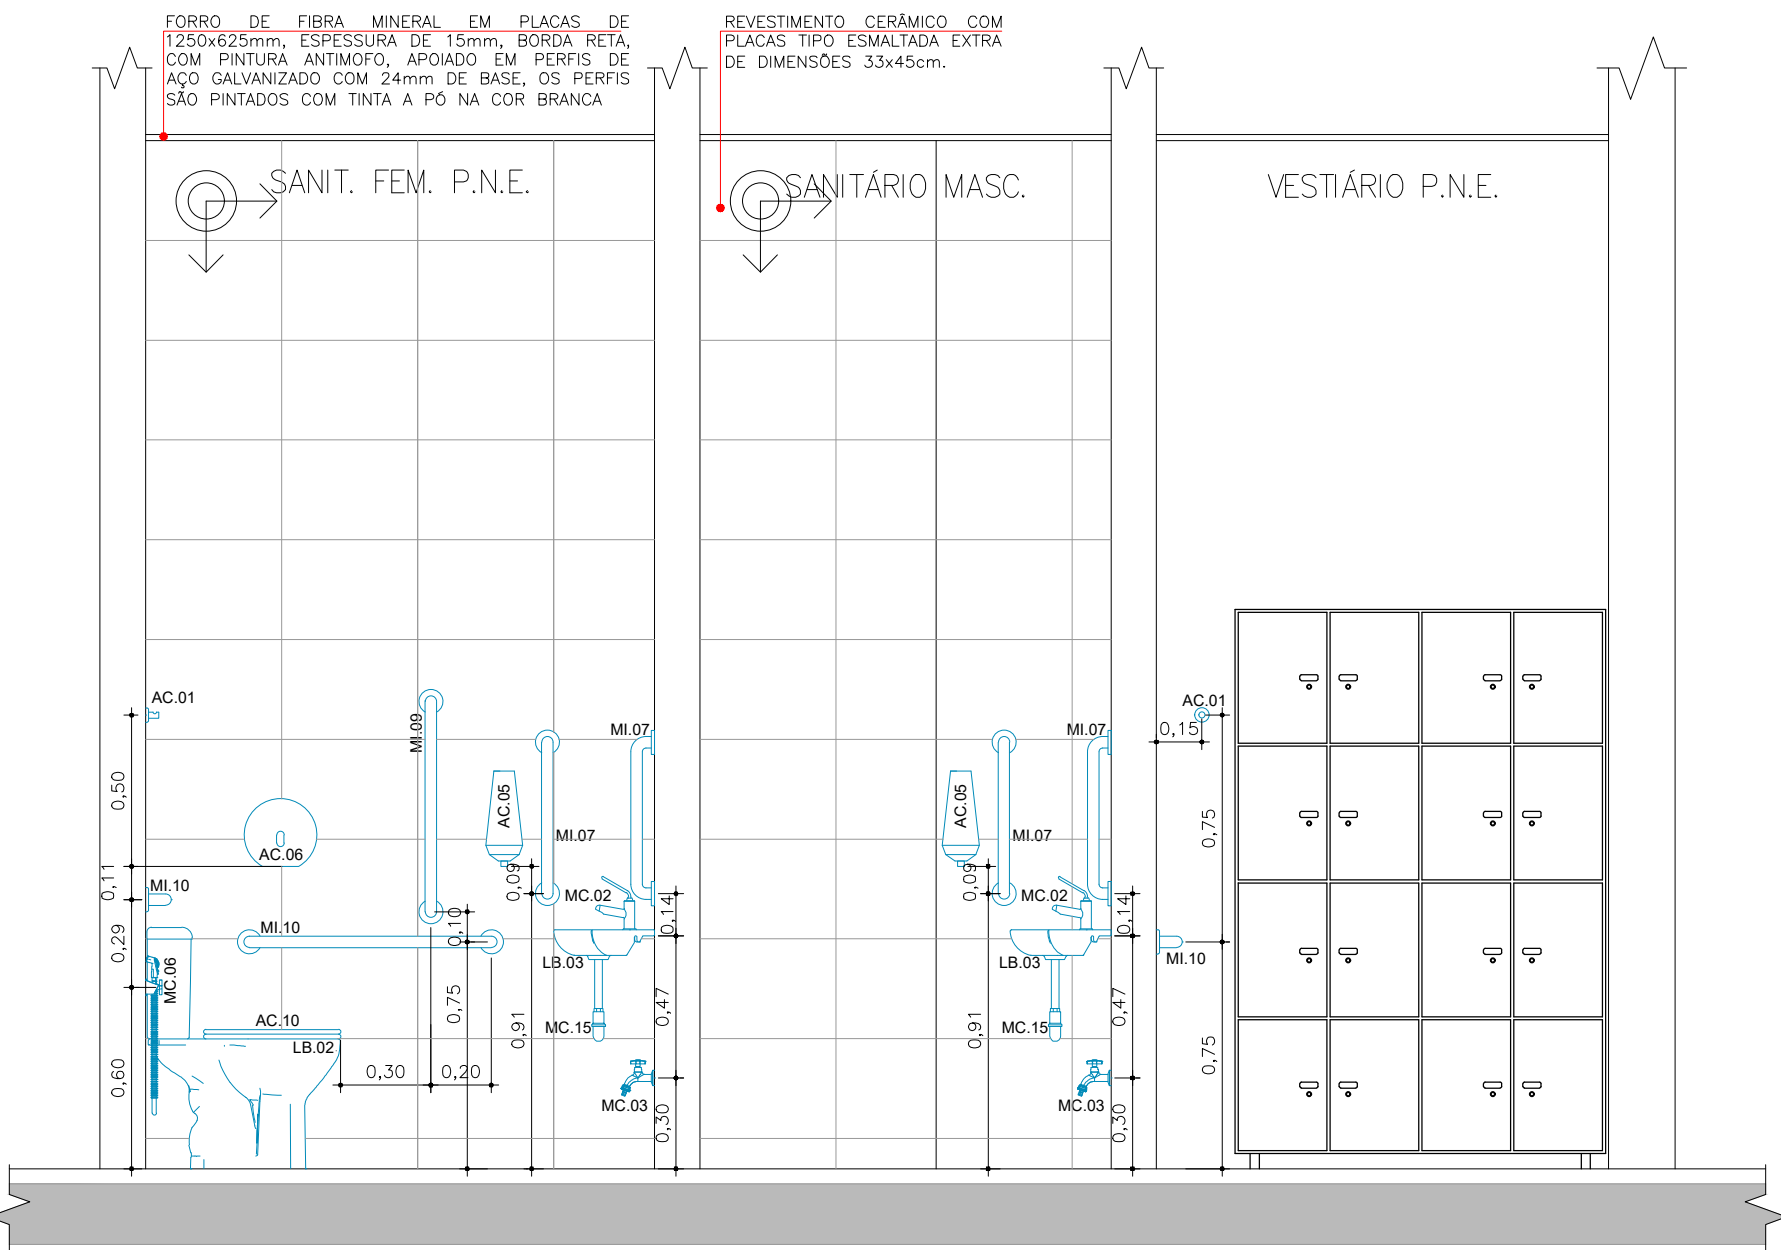 FORRO DE FIBRA MINERAL EM PLACAS DE
1250x625mm, ESPESSURA DE 15mm, BORDA RETA,
COM PINTURA ANTIMOFO, APOIADO EM PERFIS DE
AÇO GALVANIZADO COM 24mm DE BASE, OS PERFIS
SÃO PINTADOS COM TINTA A PÓ NA COR BRANCA
REVESTIMENTO CERÂMICO COM
PLACAS TIPO ESMALTADA EXTRA
DE DIMENSÕES 33x45cm.
SANIT. FEM. P.N.E.
SANITÁRIO MASC.
VESTIÁRIO P.N.E.
AC.01
0,50
0,11
0,29
0,60
AC.06
MI.10
MI.10
MC.06
AC.10
LB.02
0,30
0,20
MI.09
0,10
0,75
AC.05
0,09
0,91
MI.07
MI.07
MC.02
LB.03
MC.15
MC.03
0,14
0,47
0,30
AC.05
0,09
0,91
MI.07
MI.07
MC.02
LB.03
MC.15
MC.03
0,14
0,47
0,30
AC.01
0,15
0,75
MI.10
0,75